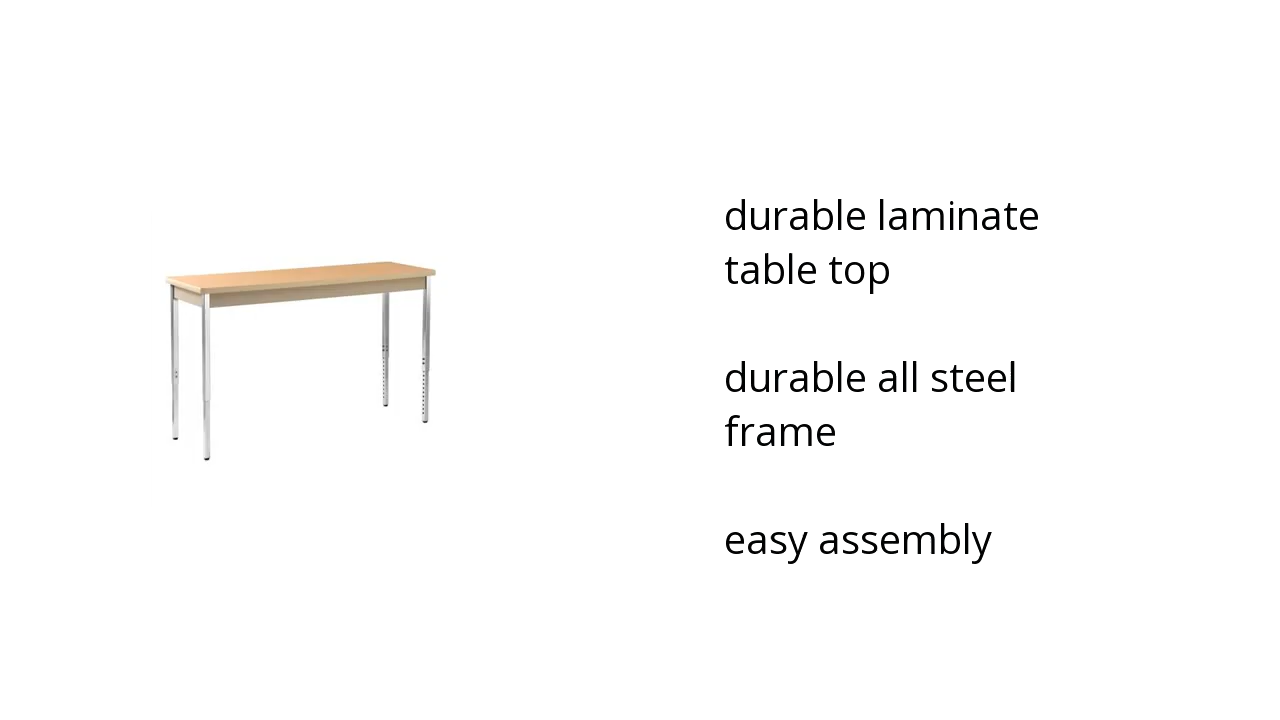 durable laminate
table top
durable all steel
frame
easy assembly